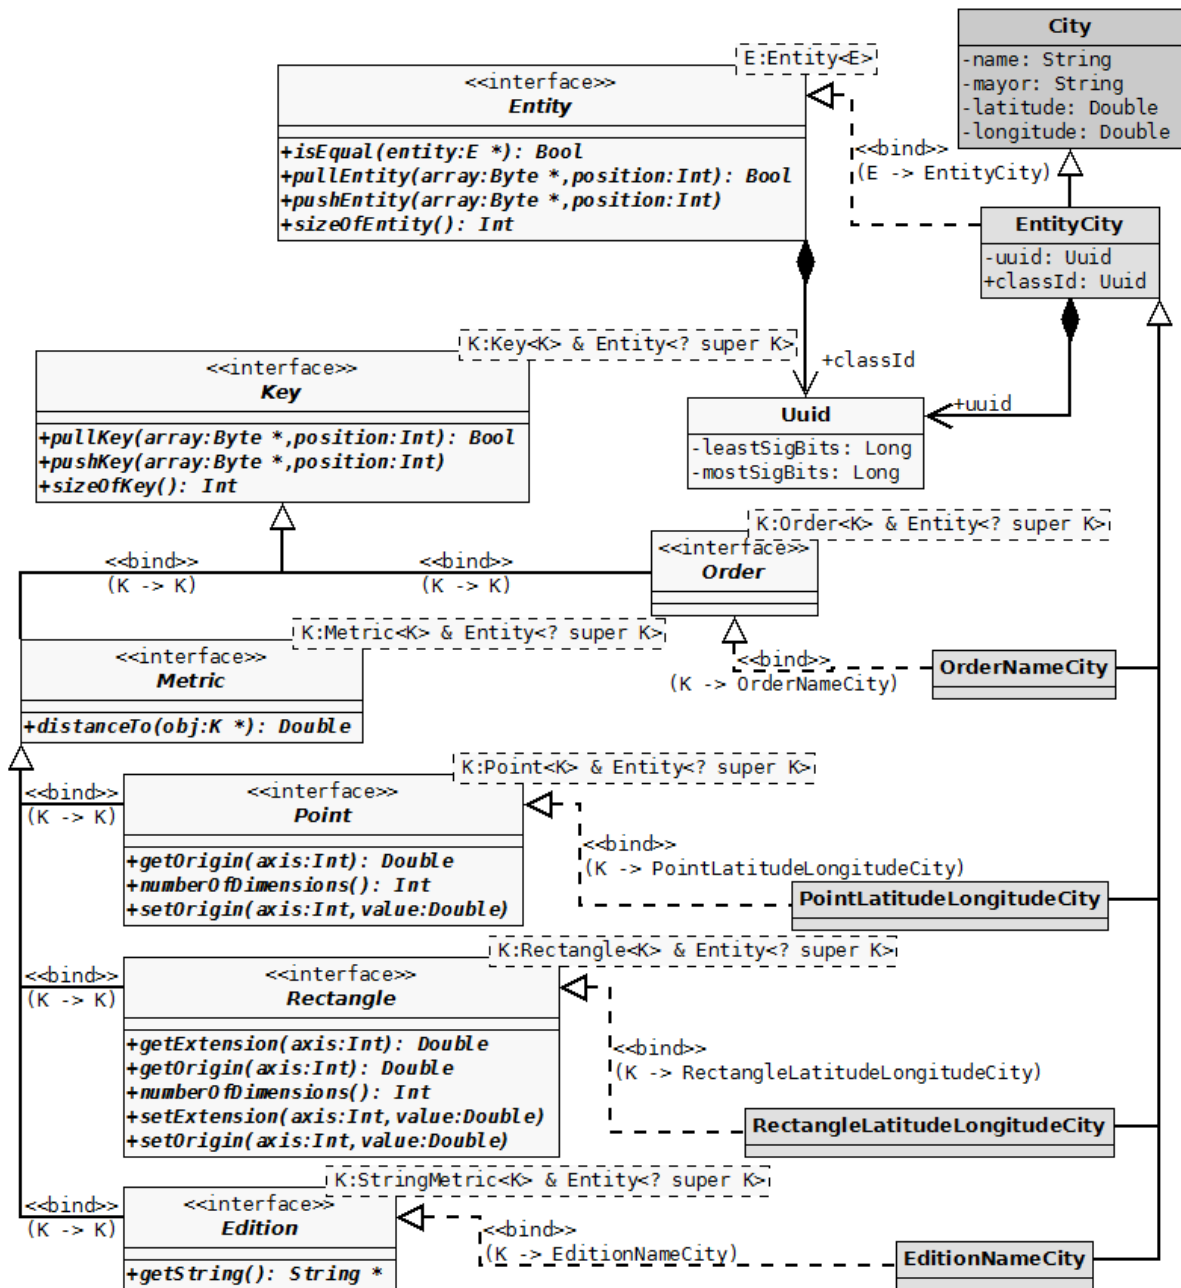 City
-name: String
-mayor: String
-latitude: Double
-longitude: Double
E:Entity<E>
<<interface>>
Entity
+isEqual(entity:E *): Bool
+pullEntity(array:Byte *,position:Int): Bool
+pushEntity(array:Byte *,position:Int)
+sizeOfEntity(): Int
<<bind>>
(E -> EntityCity)
EntityCity
-uuid: Uuid
+classId: Uuid
K:Key<K> & Entity<? super K>
<<interface>>
Key
+pullKey(array:Byte *,position:Int): Bool
+pushKey(array:Byte *,position:Int)
+sizeOfKey(): Int
+classId
+uuid
Uuid
-leastSigBits: Long
-mostSigBits: Long
K:Order<K> & Entity<? super K>
<<interface>>
Order
<<bind>>
(K -> K)
<<bind>>
(K -> K)
K:Metric<K> & Entity<? super K>
<<interface>>
Metric
+distanceTo(obj:K *): Double
<<bind>>
(K -> OrderNameCity)
OrderNameCity
K:Point<K> & Entity<? super K>
<<bind>>
(K -> K)
<<interface>>
Point
+getOrigin(axis:Int): Double
+numberOfDimensions(): Int
+setOrigin(axis:Int,value:Double)
<<bind>>
(K -> PointLatitudeLongitudeCity)
PointLatitudeLongitudeCity
K:Rectangle<K> & Entity<? super K>
<<bind>>
(K -> K)
<<interface>>
Rectangle
+getExtension(axis:Int): Double
+getOrigin(axis:Int): Double
+numberOfDimensions(): Int
+setExtension(axis:Int,value:Double)
+setOrigin(axis:Int,value:Double)
<<bind>>
(K -> RectangleLatitudeLongitudeCity)
RectangleLatitudeLongitudeCity
K:StringMetric<K> & Entity<? super K>
<<bind>>
(K -> K)
<<interface>>
Edition
+getString(): String *
<<bind>>
(K -> EditionNameCity)
EditionNameCity